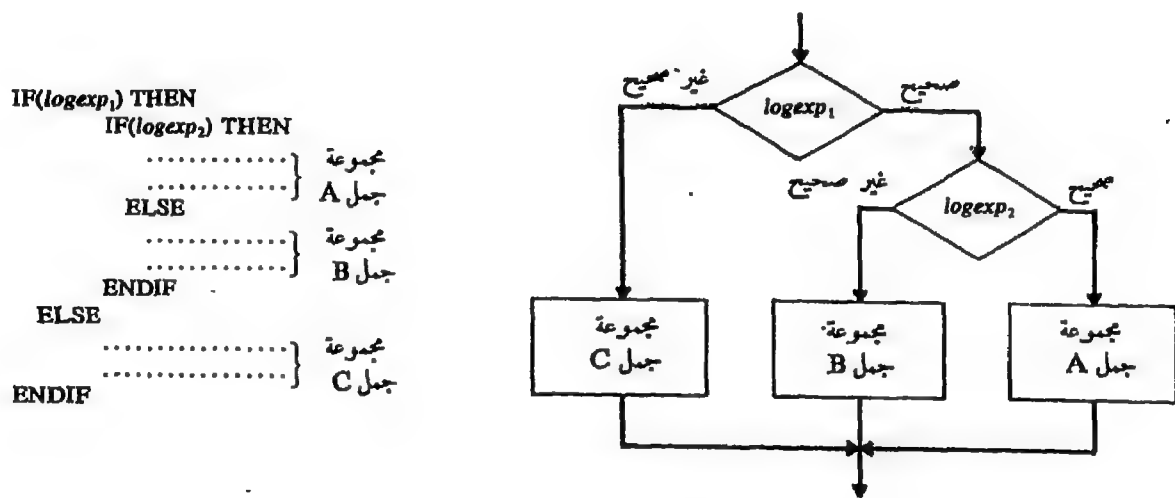 IF(logexp₁) THEN
IF(logexp₂) THEN
مجموعة
جمل A
ELSE
مجموعة
جمل B
ENDIF
ELSE
مجموعة
جمل C
ENDIF
غير صحيح
logexp₁
صحيح
غير صحيح
logexp₂
صحيح
مجموعة
جمل C
مجموعة
جمل B
مجموعة
جمل A